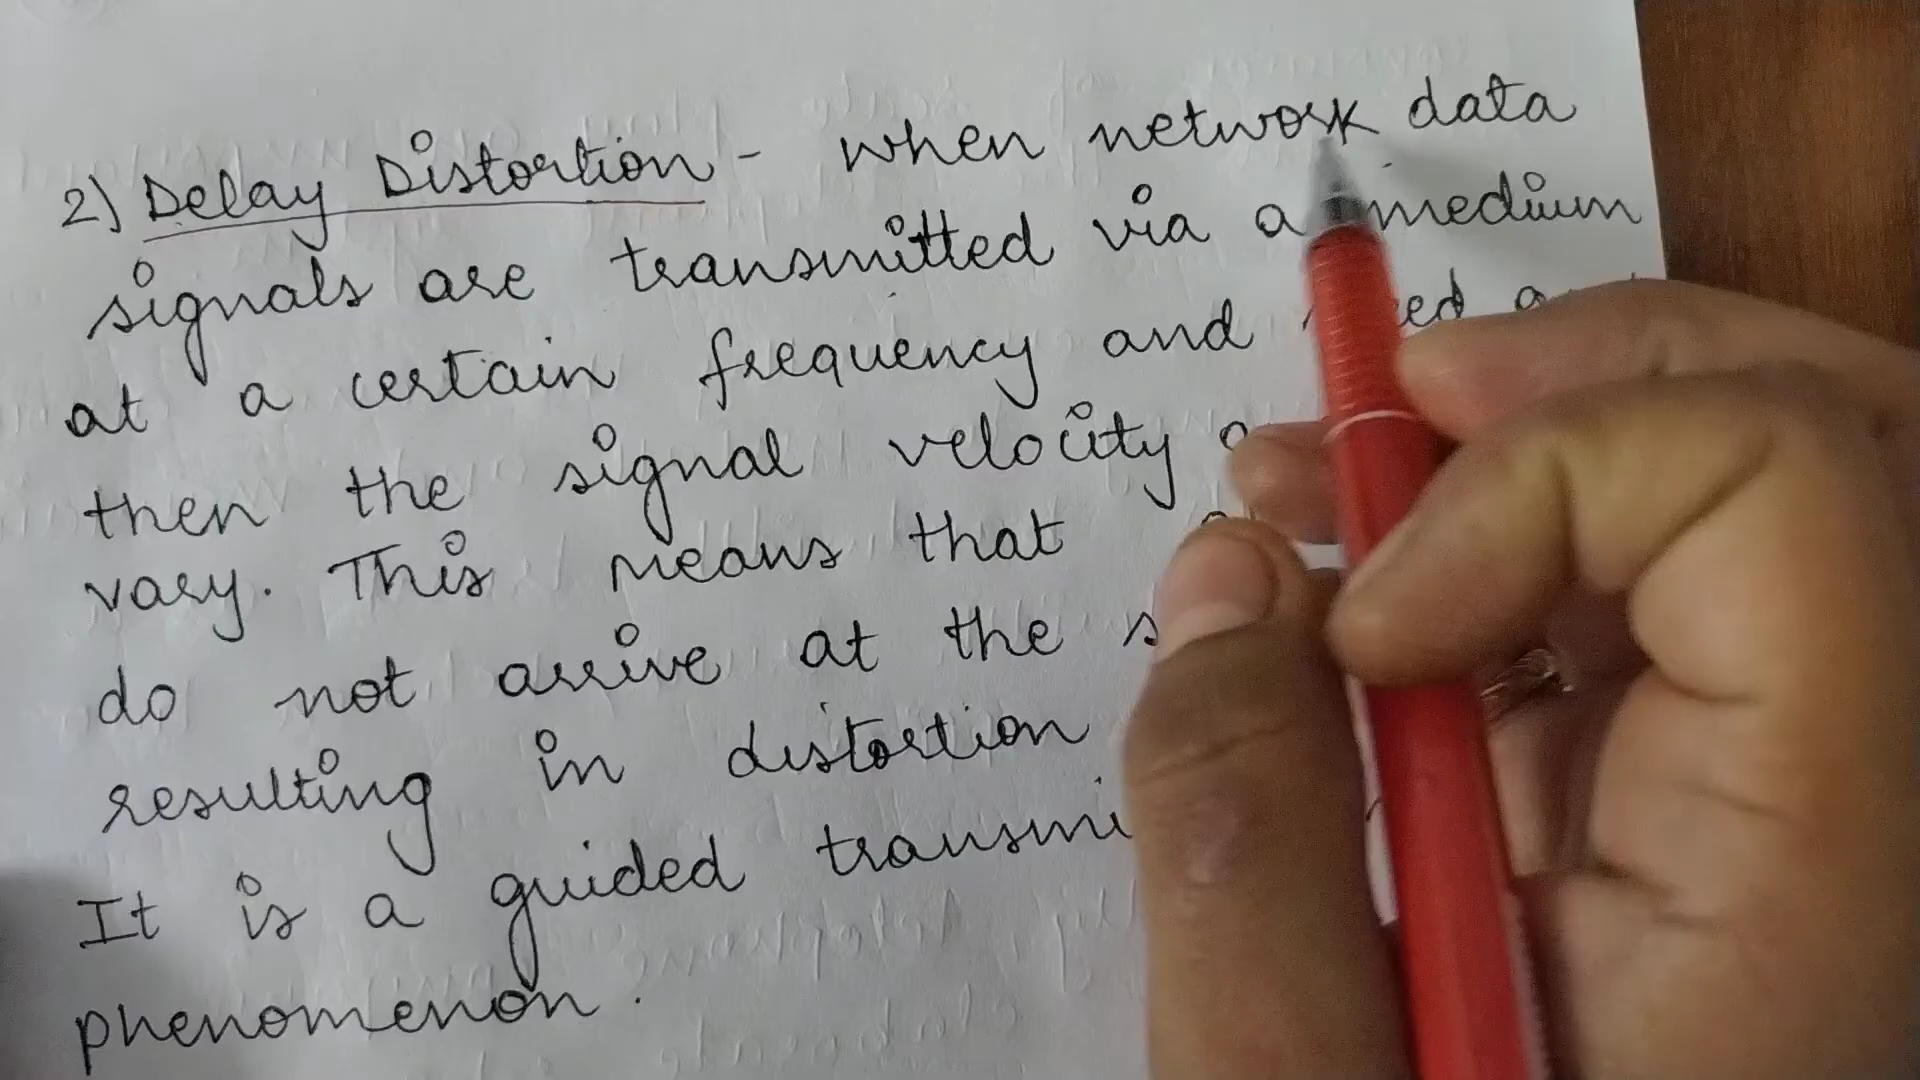 2) Delay Distortion - when network data
signals are transmitted via a medium
at a certain frequency and
then the signal velocity
vary. This means that
do not arrive at the
resulting in distortion
It is a guided
phenomenon.